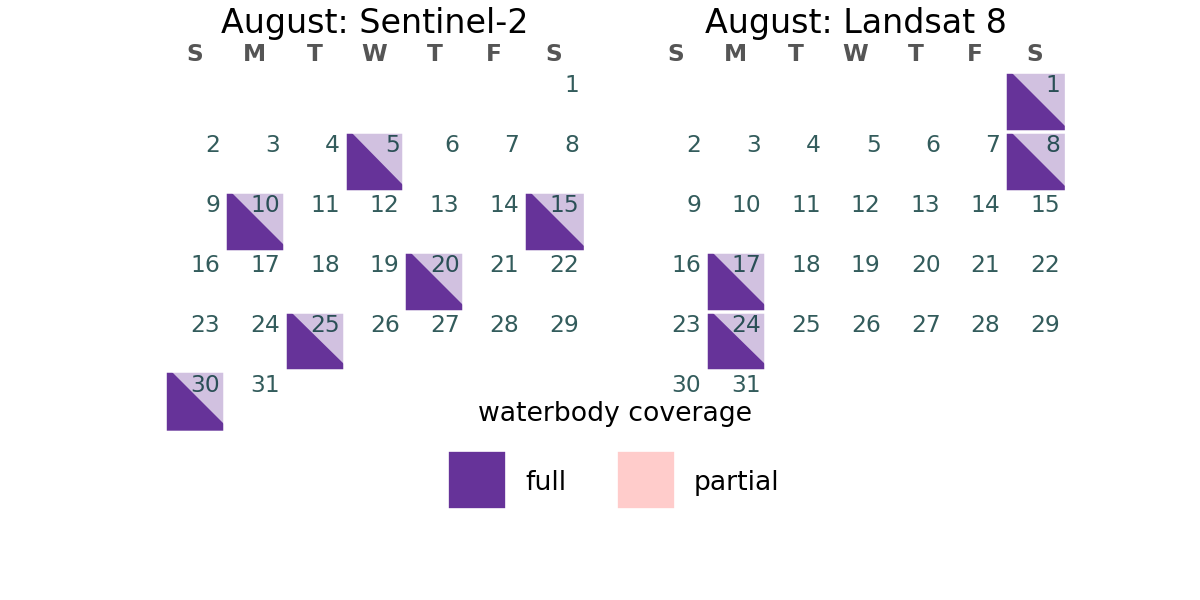 August: Sentinel-2
S M T W T F S
1
2 3 4 5 6 7 8
9 10 11 12 13 14 15
16 17 18 19 20 21 22
23 24 25 26 27 28 29
30 31
August: Landsat 8
S M T W T F S
1
2 3 4 5 6 7 8
9 10 11 12 13 14 15
16 17 18 19 20 21 22
23 24 25 26 27 28 29
30 31
waterbody coverage
full partial